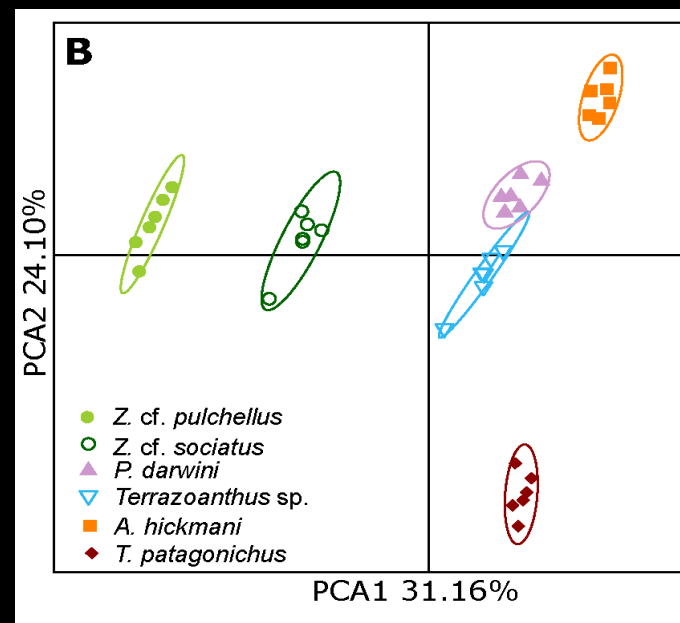 B
PCA2 24.10%
Z. cf. pulchellus
Z. cf. sociatus
P. darwini
Terrazoanthus sp.
A. hickmani
T. patagonichus
PCA1 31.16%